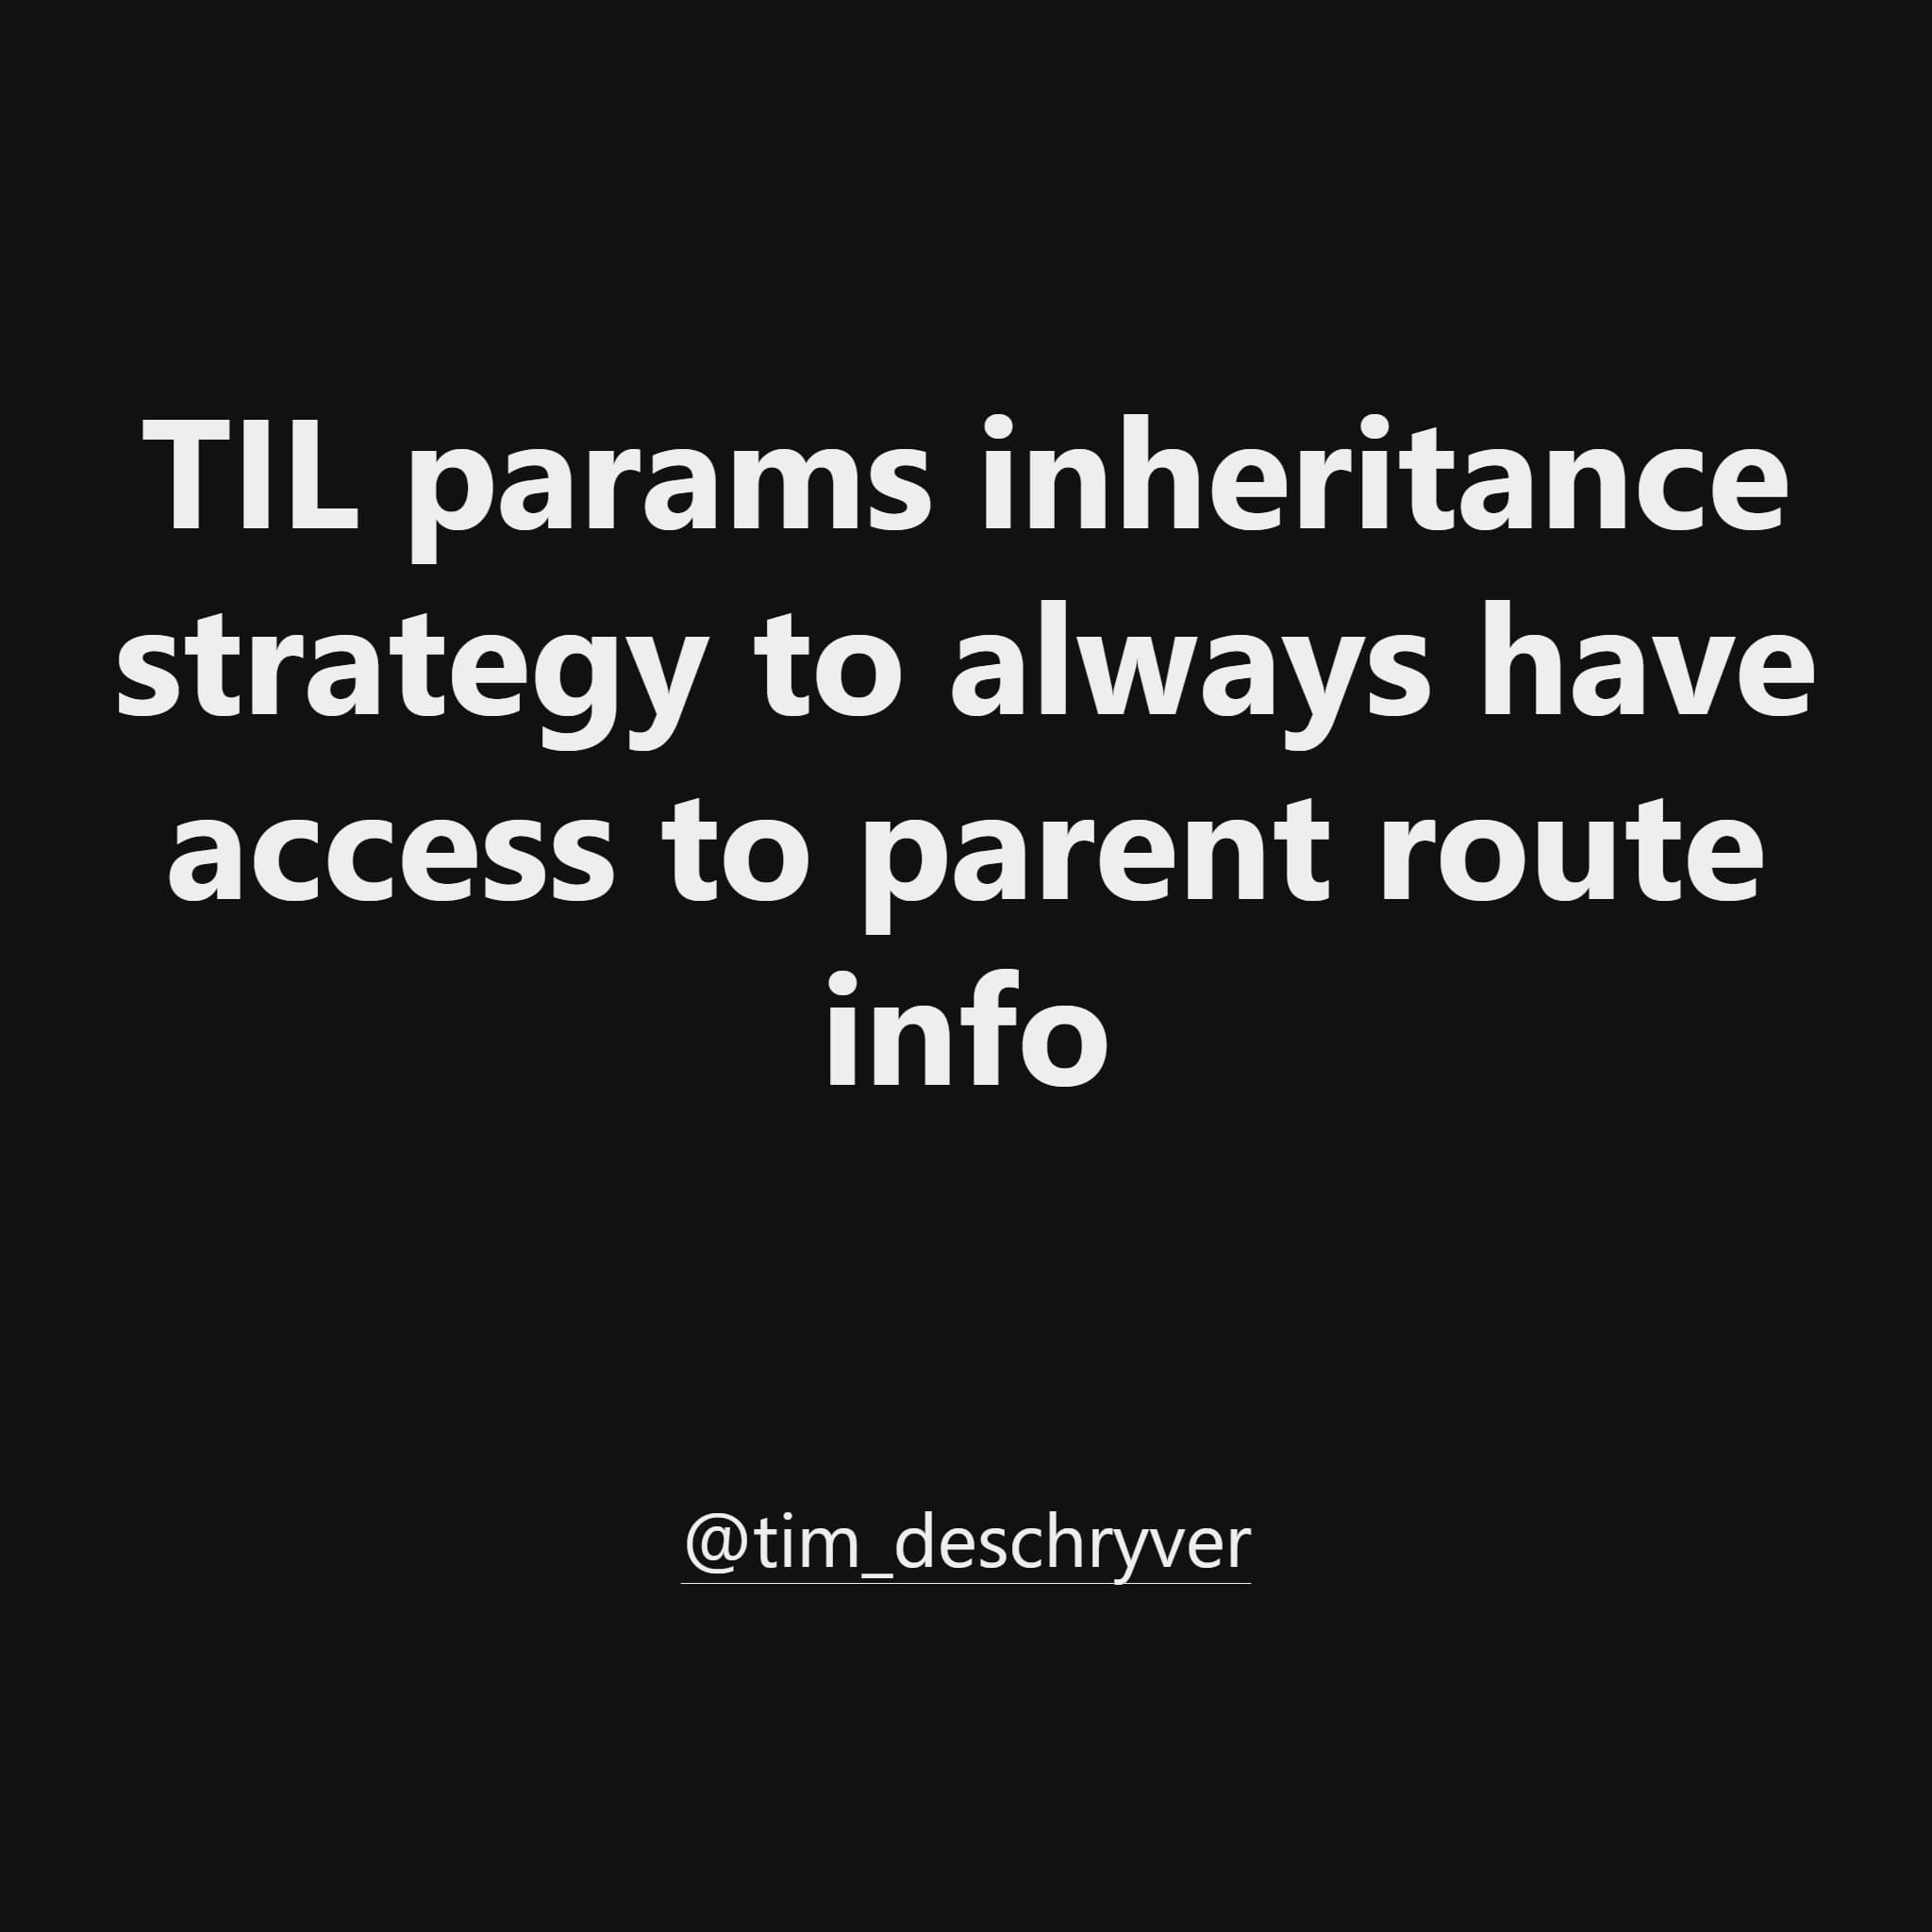 TIL params inheritance
strategy to always have
access to parent route
info
@tim_deschryver